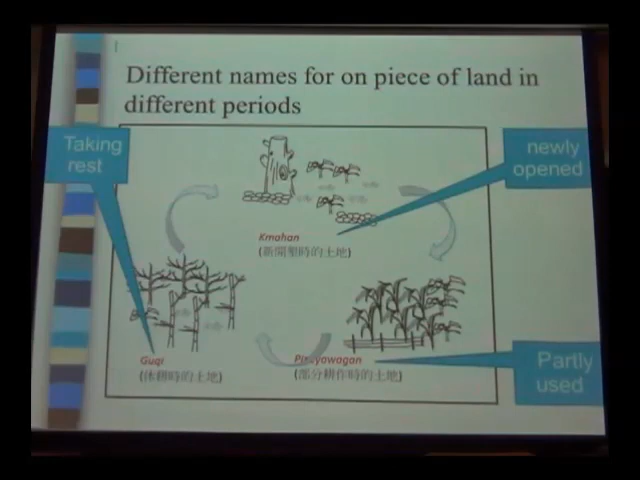 Different names for on piece of land in
different periods
Taking
rest
newly
opened
Kmahan
(新開墾時的土地)
Guqi
(休耕時的土地)
(部分耕作時的土地)
Partly
used